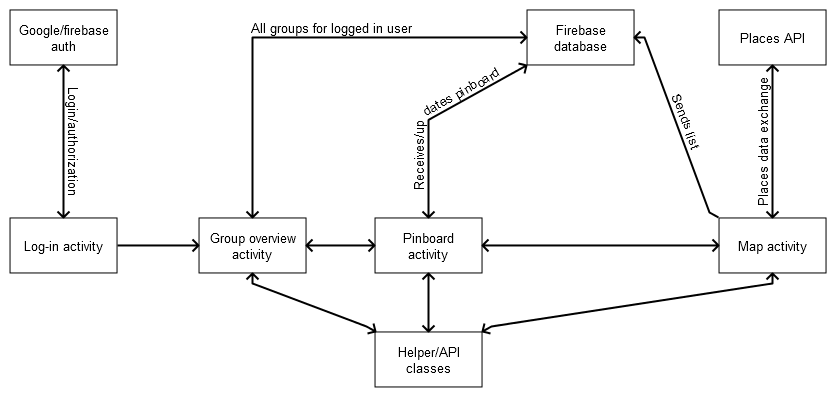 Google/firebase
auth
All groups for logged in user
Firebase
database
Places API
Login/authorization
Receives/updates pinboard
Sends list
Places data exchange
Log-in activity
Group overview
activity
Pinboard
activity
Map activity
Helper/API
classes